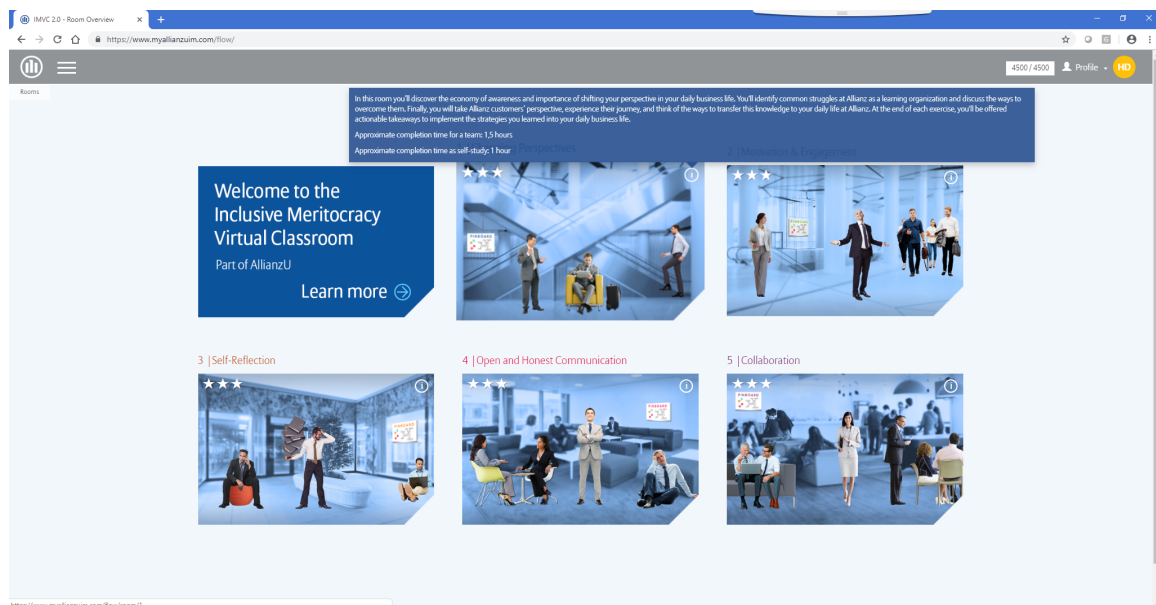 IMVC 2.0 - Room Overview
https://www.myallianzuim.com/flow/
4500 / 4500 Profile HD
Rooms
In this room you'll discover the economy of awareness and importance of shifting your perspective in your daily business life. You'll identify common struggles at Allianz as a learning organization and discuss the ways to
overcome them. Finally, you will take Allianz customers' perspective, experience their journey, and think of the ways to transfer this knowledge to your daily life at Allianz. At the end of each exercise, you'll be offered
actionable takeaways to implement the strategies you learned into your daily business life.
Approximate completion time for a team: 1,5 hours
Approximate completion time as self-study: 1 hour
Perspectives
2 | Motivation & Engagement
Welcome to the
Inclusive Meritocracy
Virtual Classroom
Part of AllianzU
Learn more
PINBOARD
PINBOARD
3 | Self-Reflection
4 | Open and Honest Communication
5 | Collaboration
PINBOARD
PINBOARD
PINBOARD